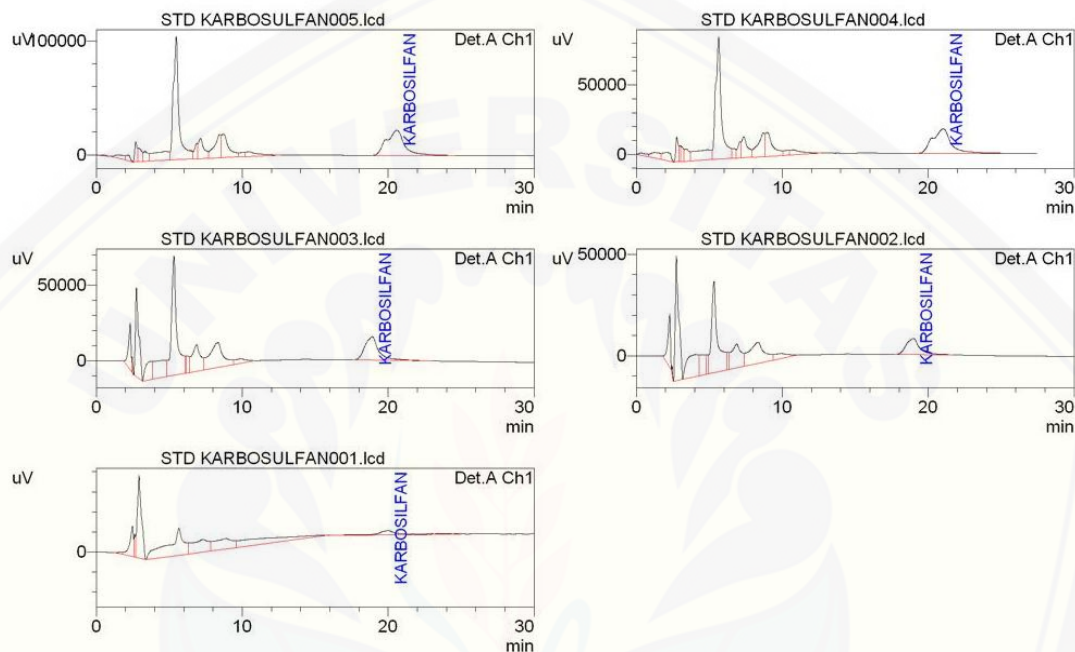 STD KARBOSULFAN005.lcd
uV
100000
Det.A Ch1
KARBOSILFAN
0
0
10
20
30
min
STD KARBOSULFAN004.lcd
uV
Det.A Ch1
KARBOSILFAN
50000
0
0
10
20
30
min
STD KARBOSULFAN003.lcd
uV
Det.A Ch1
KARBOSILFAN
50000
0
0
10
20
30
min
STD KARBOSULFAN002.lcd
uV
50000
Det.A Ch1
KARBOSILFAN
0
0
10
20
30
min
STD KARBOSULFAN001.lcd
uV
Det.A Ch1
KARBOSILFAN
0
0
10
20
30
min
UNIVERSITAS